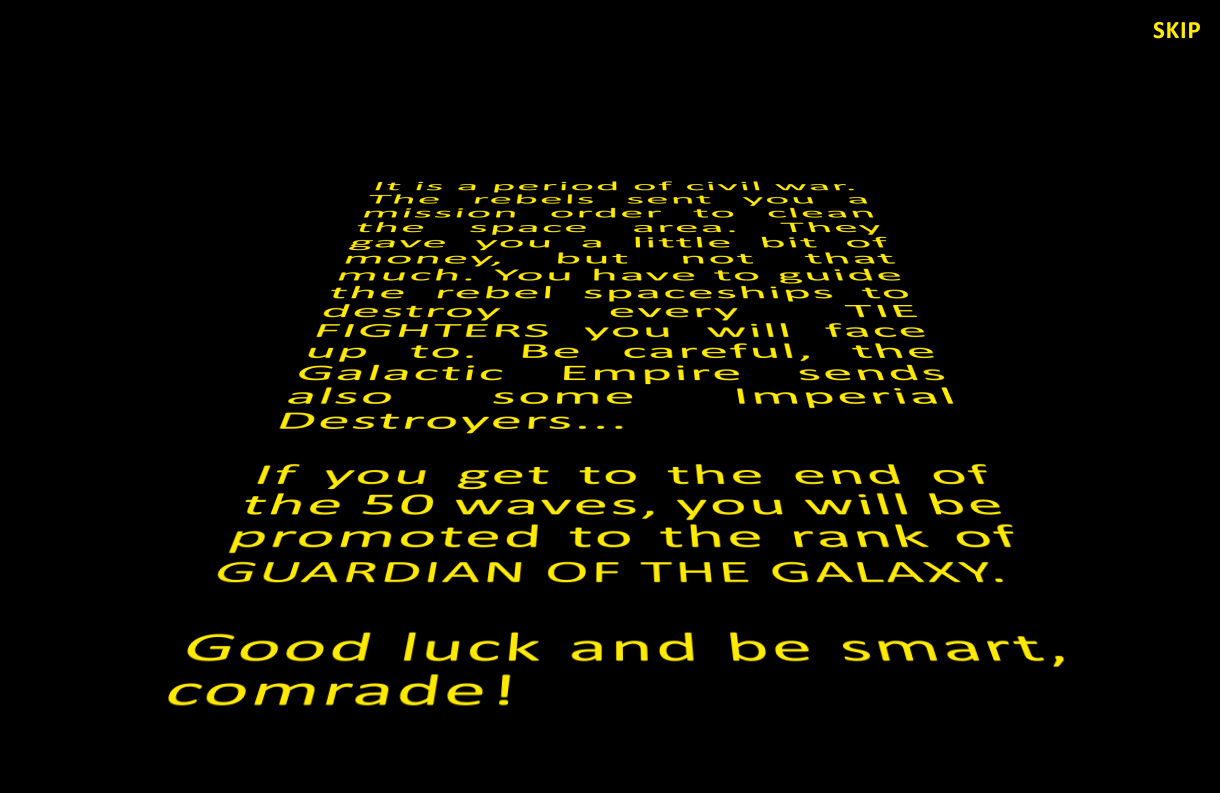 SKIP
It is a period of civil war.
The rebels sent you a
mission order to clean
the space area. They
gave you a little bit of
money, but not that
much. You have to guide
the rebel spaceships to
destroy every TIE
FIGHTERS you will face
up to. Be careful, the
Galactic Empire sends
also some Imperial
Destroyers...
If you get to the end of
the 50 waves, you will be
promoted to the rank of
GUARDIAN OF THE GALAXY.
Good luck and be smart,
comrade!